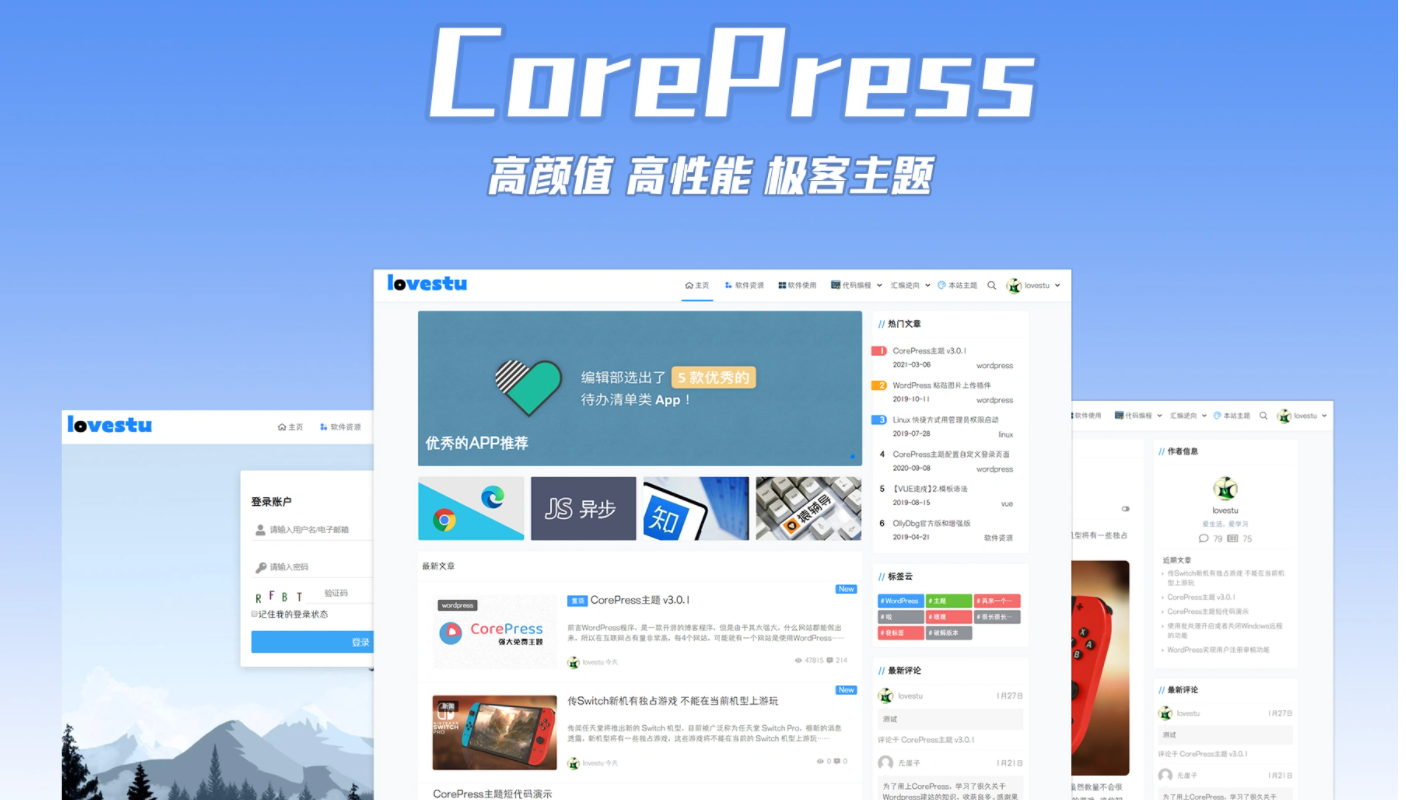 CorePress
高颜值 高性能 极客主题
lovestu
主页
软件资源
软件使用
代码编程
汇编逆向
本站主题
lovestu
编辑部选出了 5 款优秀的
待办清单类 App！
优秀的APP推荐
JS 异步
知
猿辅导
// 热门文章
1 CorePress主题 v3.0.1
2021-03-06 wordpress
2 WordPress 粘贴图片上传插件
2019-10-11 wordpress
3 Linux 快捷方式用管理员权限启动
2019-07-28 linux
4 CorePress主题配置自定义登录页面
2020-09-08 wordpress
5 【VUE速成】2.模板语法
2019-08-15 vue
6 OllyDbg官方版和增强版
2019-04-21 软件资源
// 标签云
#WordPress # 主题 # 再来一个···
# 哈 # 嘿嘿 # 很长很长···
# 破解版本
最新文章
New
wordpress
CorePress
强大免费主题
置顶 CorePress主题 v3.0.1
前言WordPress程序，是一款开源的博客程序，但是由于其太强大，什么网站都能做出
来，所以在互联网占有量非常高，每4个网站，可能就有一个网站是使用WordPress······
lovestu 今天
47815 214
New
新闻
SWITCH
PRO
传Switch新机有独占游戏 不能在当前机型上游玩
传闻任天堂将推出新的 Switch 机型，目前被广泛称为任天堂 Switch Pro，根新的消息
透露，新机型将有一些独占游戏，这些游戏将不能在当前的 Switch 机型上游玩······
lovestu 今天
0 0
CorePress主题短代码演示
// 最新评论
lovestu 1月27日
测试
评论于 CorePress主题 v3.0.1
1月21日
为了用上CorePress，学习了很久关于
Wordpress建站的知识，收获良多，感谢果
lovestu
主页
软件资源
登录账户
请输入用户名/电子邮箱
请输入密码
R F B T 验证码
记住我的登录状态
登录
软件使用
代码编程
汇编逆向
本站主题
lovestu
机型将有一些独占
X
A
B
虽然数量不会很
// 作者信息
lovestu
爱生活，爱学习
79 75
近期文章
传Switch新机有独占游戏 不能在当前机
型上游玩
CorePress主题 v3.0.1
CorePress主题短代码演示
使用批处理开启或者关闭Windows远程
的功能
WordPress实现用户注册审核功能
// 最新评论
lovestu 1月27日
测试
评论于 CorePress主题 v3.0.1
1月21日
为了用上CorePress，学习了很久关于